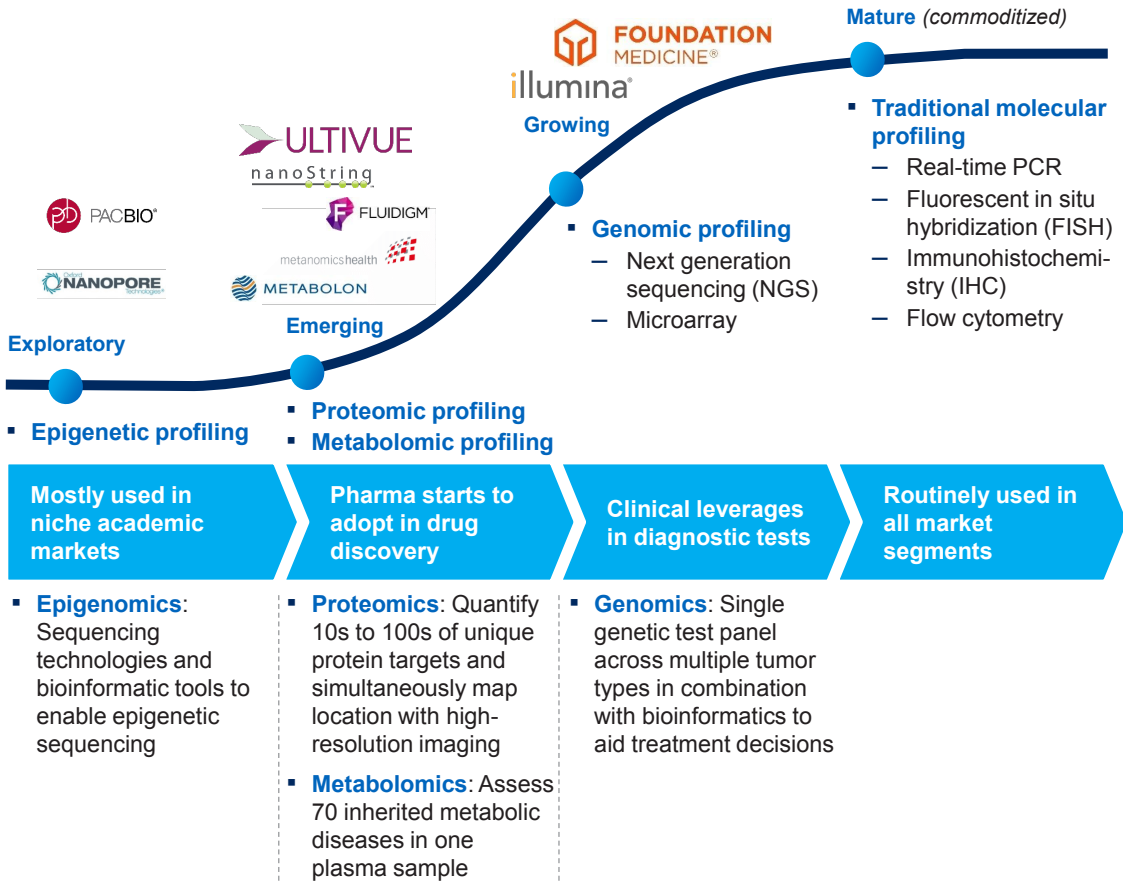 Mature (commoditized)
FOUNDATION
MEDICINE®
illumina®
Growing
ULTIVUE
nanoString
PACBIO®
FLUIDIGM™
metanomicshealth
Oxford
NANOPORE
Technologies®
METABOLON
Exploratory
Emerging
▪ Epigenetic profiling
▪ Proteomic profiling
▪ Metabolomic profiling
▪ Genomic profiling
– Next generation
sequencing (NGS)
– Microarray
▪ Traditional molecular
profiling
– Real-time PCR
– Fluorescent in situ
hybridization (FISH)
– Immunohistochemi-
stry (IHC)
– Flow cytometry
Mostly used in
niche academic
markets
Pharma starts to
adopt in drug
discovery
Clinical leverages
in diagnostic tests
Routinely used in
all market
segments
▪ Epigenomics:
Sequencing
technologies and
bioinformatic tools to
enable epigenetic
sequencing
▪ Proteomics: Quantify
10s to 100s of unique
protein targets and
simultaneously map
location with high-
resolution imaging
▪ Metabolomics: Assess
70 inherited metabolic
diseases in one
plasma sample
▪ Genomics: Single
genetic test panel
across multiple tumor
types in combination
with bioinformatics to
aid treatment decisions